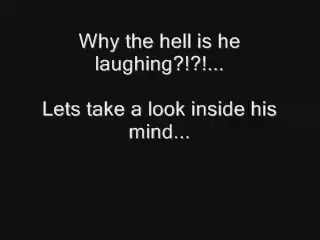 Why the hell is he
laughing?!?!...
Lets take a look inside his
mind...